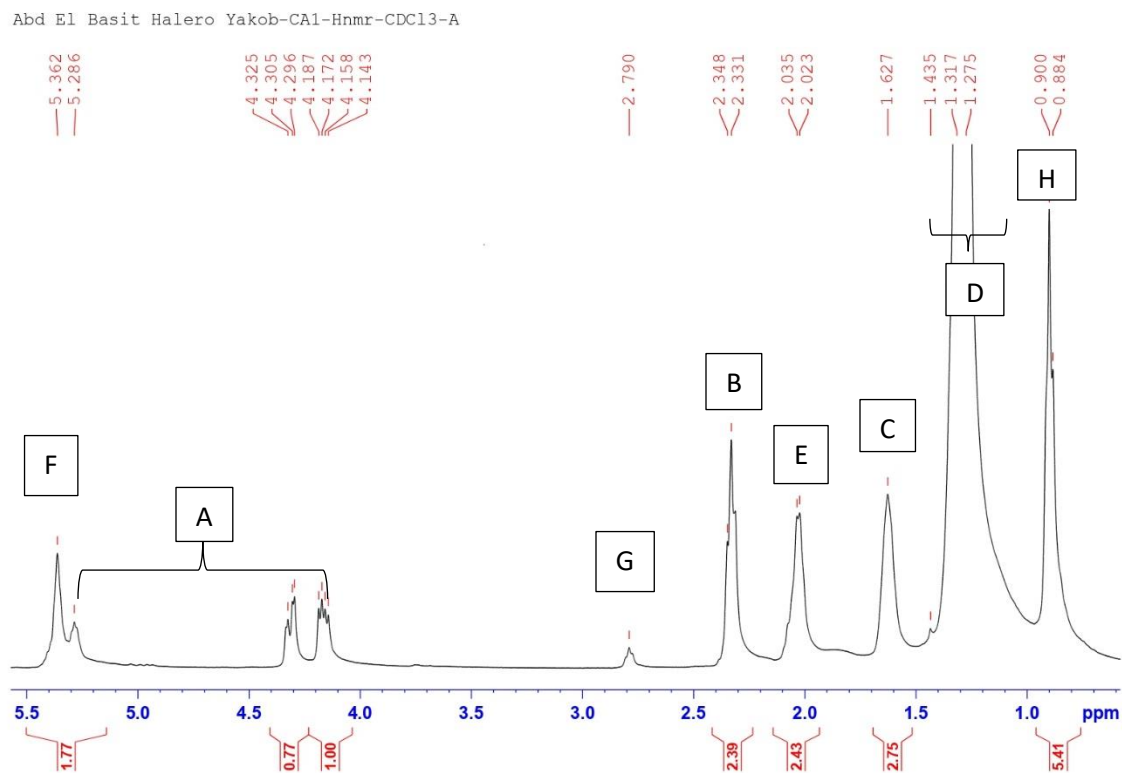 Abd El Basit Halero Yakob-CA1-Hnmr-CDCl3-A
5.362
5.286
4.325
4.305
4.296
4.187
4.172
4.158
4.143
2.790
2.348
2.331
2.035
2.023
1.627
1.435
1.317
1.275
0.900
0.884
H
D
B
C
E
F
A
G
5.5 5.0 4.5 4.0 3.5 3.0 2.5 2.0 1.5 1.0 ppm
1.77
0.77
1.00
2.39
2.43
2.75
5.41